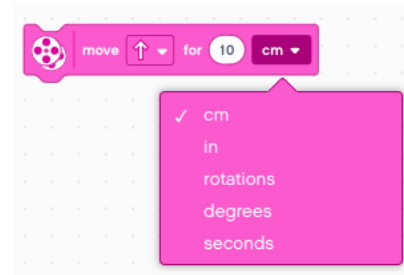 move for 10 cm
cm
in
rotations
degrees
seconds